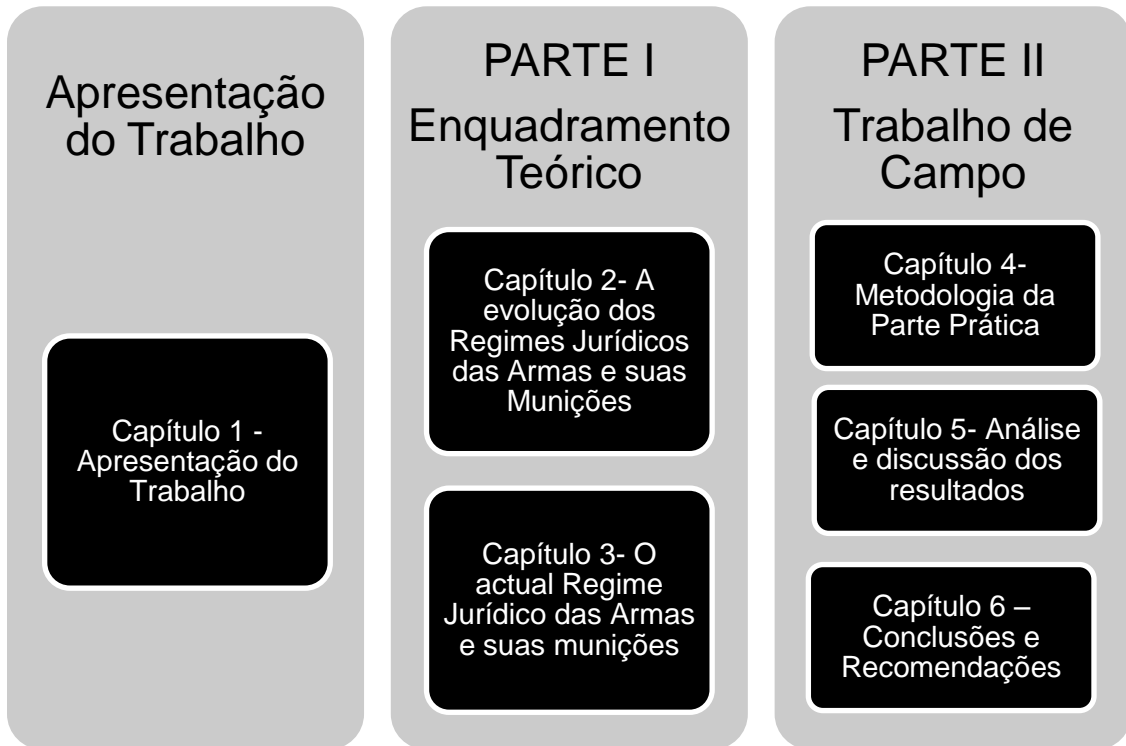 Apresentação
do Trabalho
Capítulo 1 -
Apresentação do
Trabalho
PARTE I
Enquadramento
Teórico
Capítulo 2- A
evolução dos
Regimes Jurídicos
das Armas e suas
Munições
Capítulo 3- O
actual Regime
Jurídico das Armas
e suas munições
PARTE II
Trabalho de
Campo
Capítulo 4-
Metodologia da
Parte Prática
Capítulo 5- Análise
e discussão dos
resultados
Capítulo 6 –
Conclusões e
Recomendações